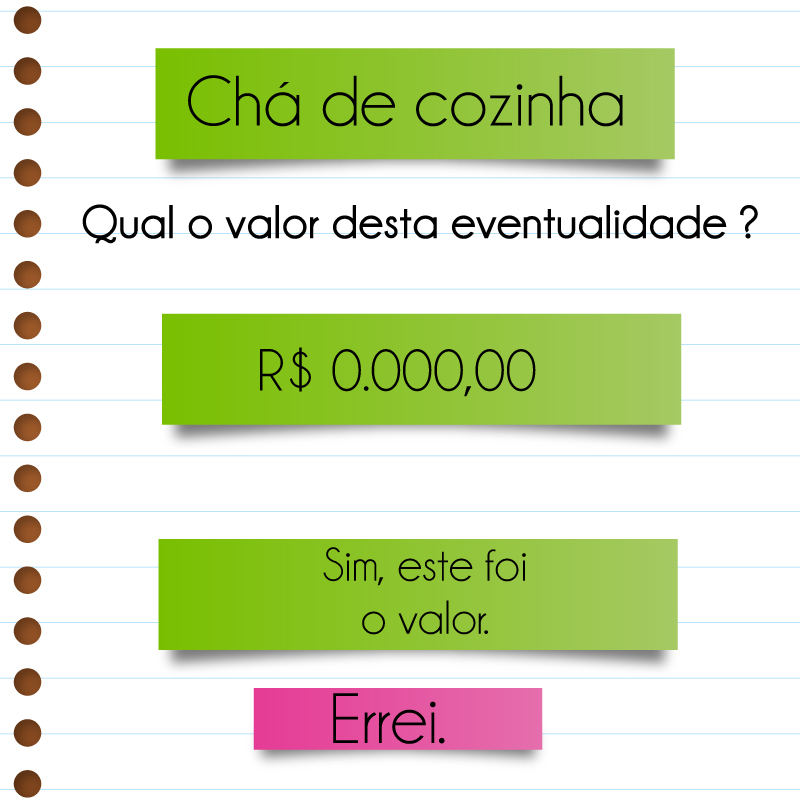 Chá de cozinha
Qual o valor desta eventualidade ?
R$ 0.000,00
Sim, este foi
o valor.
Errei.